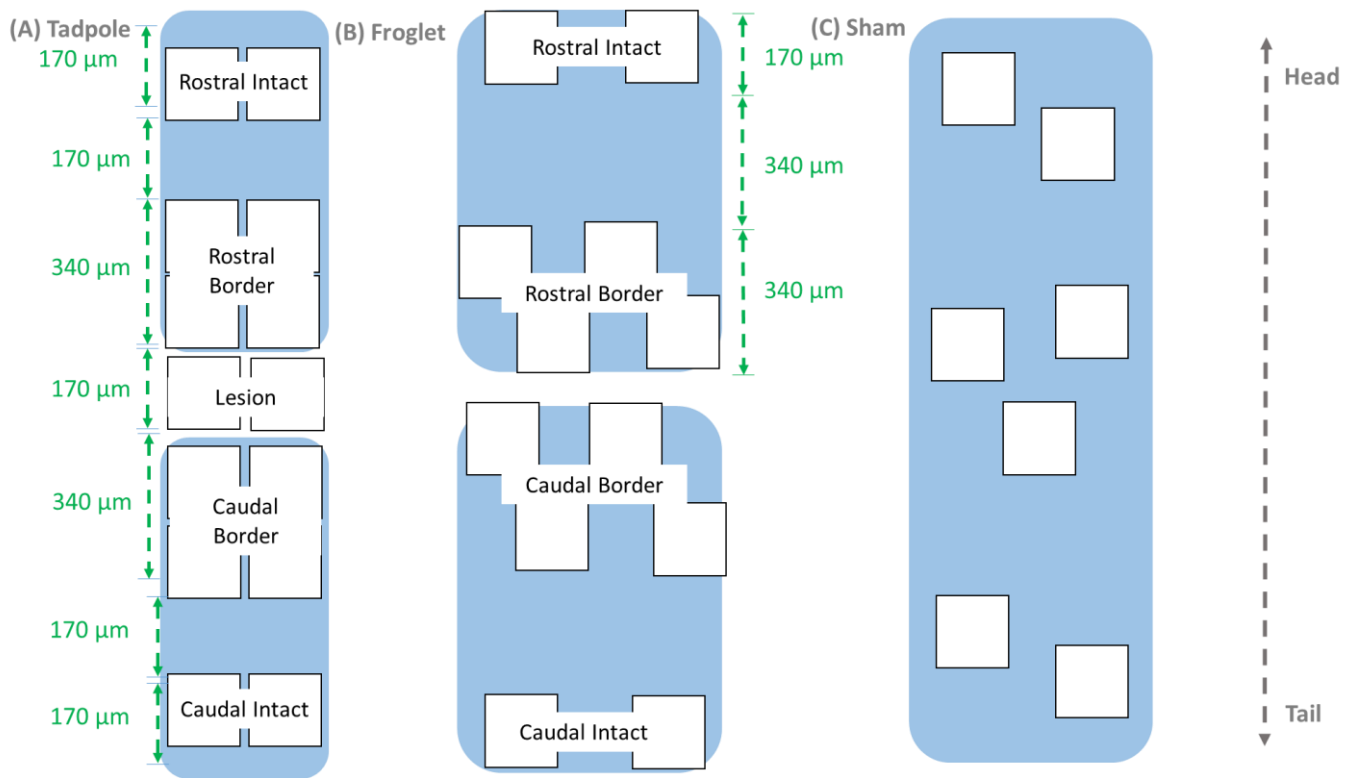 (A) Tadpole
170 µm
Rostral Intact
170 µm
340 µm
Rostral
Border
170 µm
Lesion
340 µm
Caudal
Border
170 µm
170 µm
Caudal Intact
(B) Froglet
Rostral Intact
170 µm
340 µm
340 µm
Rostral Border
Caudal Border
Caudal Intact
(C) Sham
Head
Tail